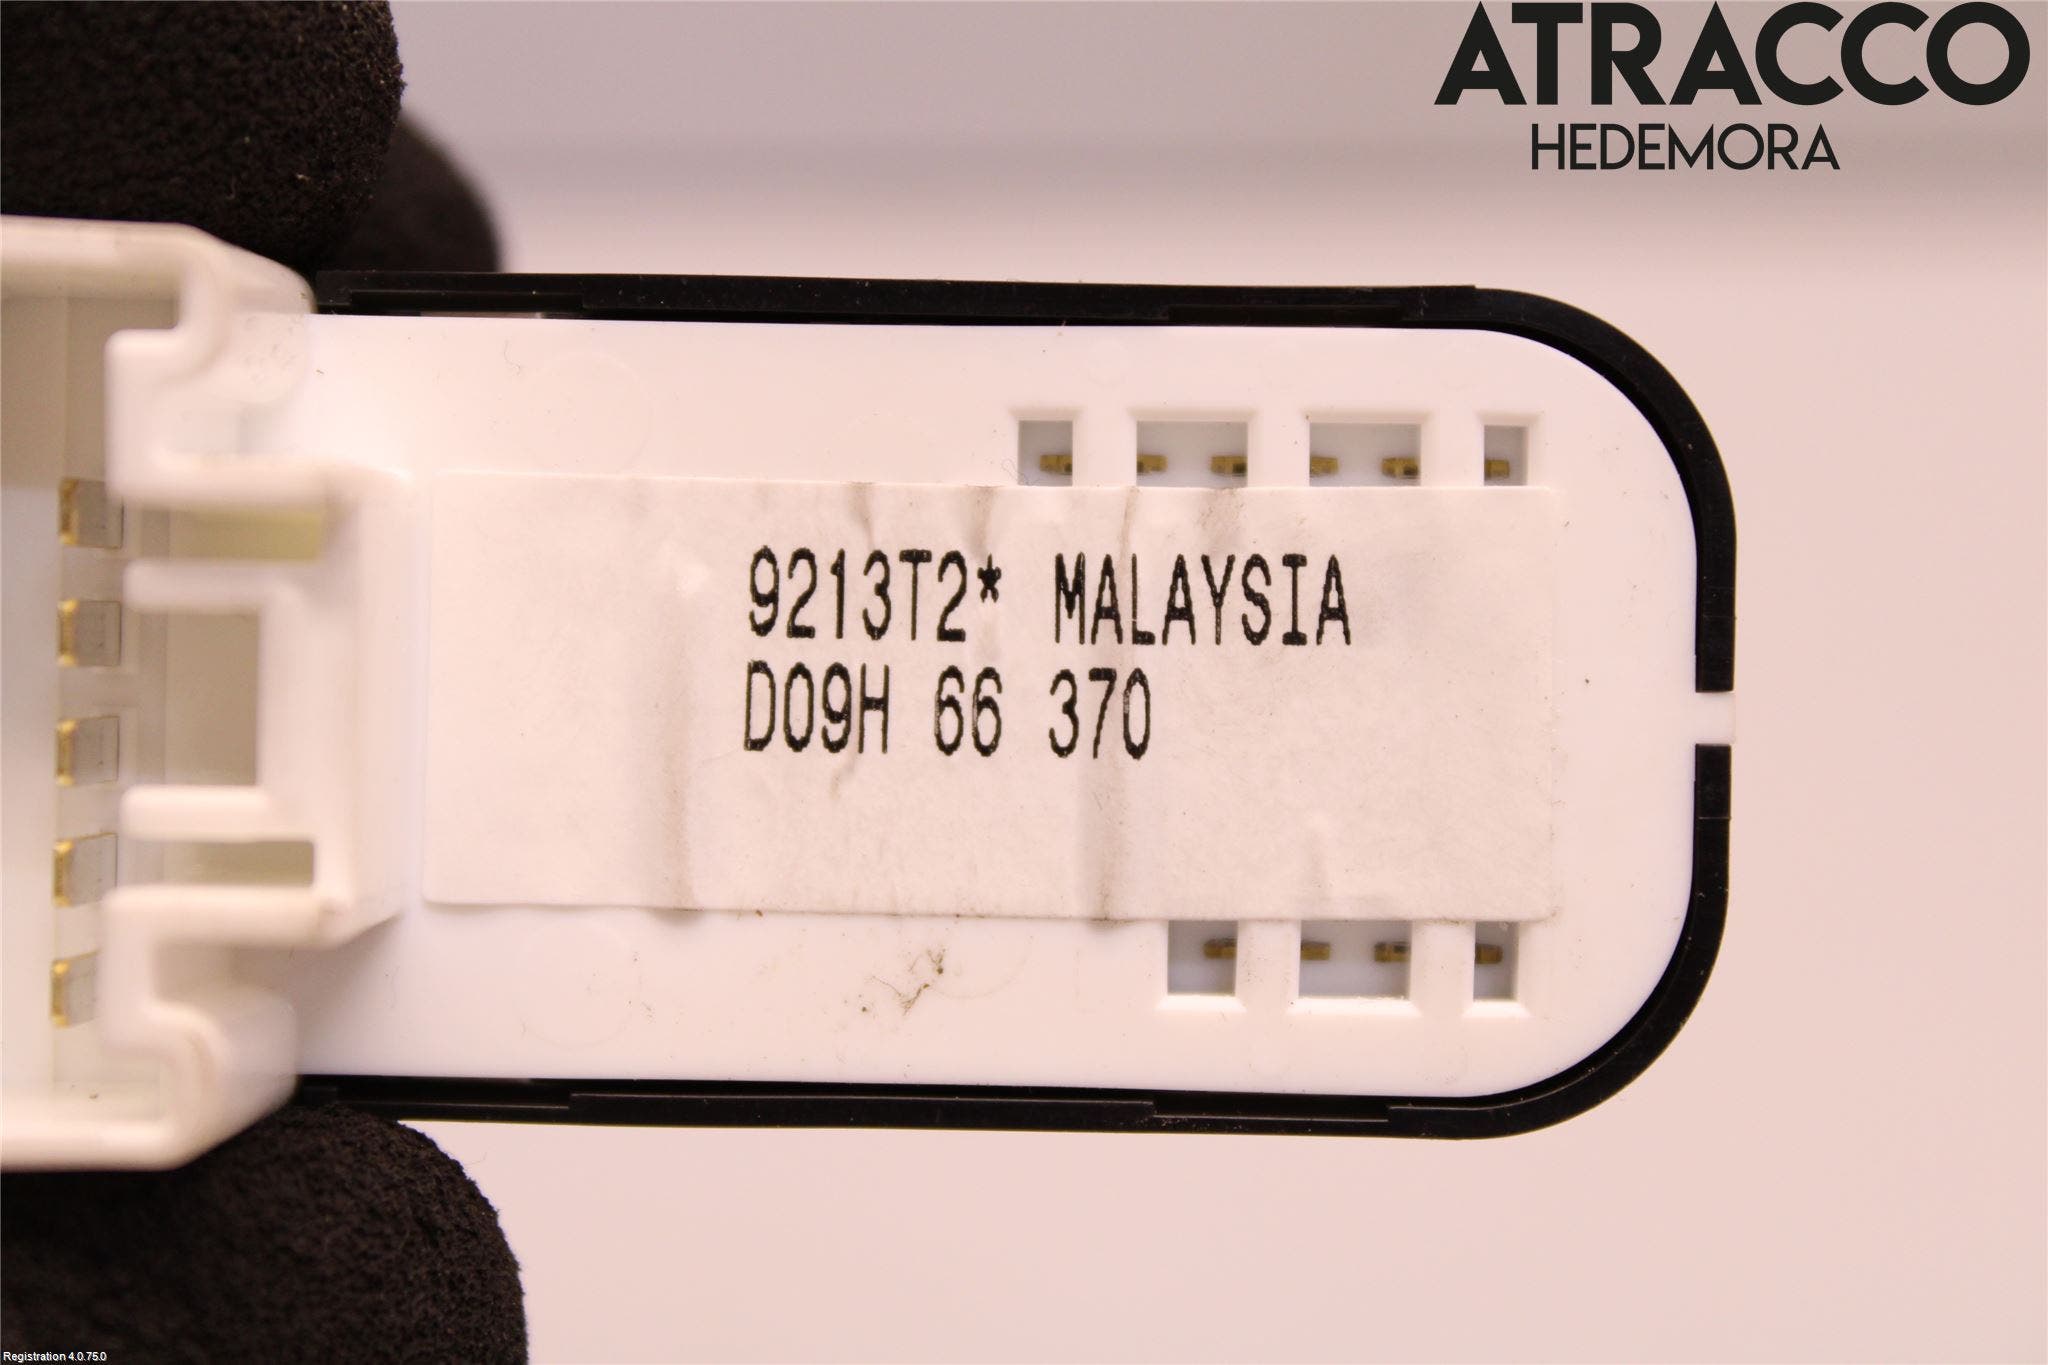 ATRACCO
HEDEMORA
9213T2* MALAYSIA
D09H 66 370
Registration 4.0.75.0